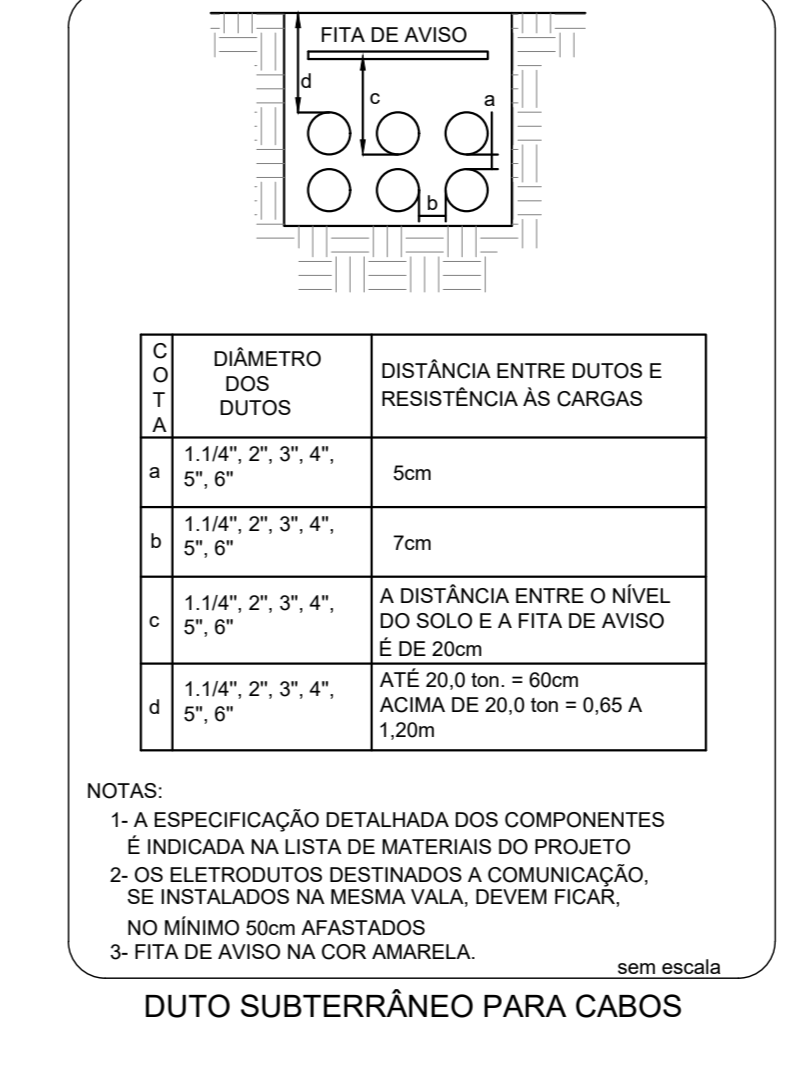 FITA DE AVISO
d
c
a
b
COTA
DIÂMETRO
DOS
DUTOS
DISTÂNCIA ENTRE DUTOS E
RESISTÊNCIA ÀS CARGAS
a
1.1/4", 2", 3", 4",
5", 6"
5cm
b
1.1/4", 2", 3", 4",
5", 6"
7cm
c
1.1/4", 2", 3", 4",
5", 6"
A DISTÂNCIA ENTRE O NÍVEL
DO SOLO E A FITA DE AVISO
É DE 20cm
d
1.1/4", 2", 3", 4",
5", 6"
ATÉ 20,0 ton. = 60cm
ACIMA DE 20,0 ton = 0,65 A
1,20m
NOTAS:
1- A ESPECIFICAÇÃO DETALHADA DOS COMPONENTES
É INDICADA NA LISTA DE MATERIAIS DO PROJETO
2- OS ELETRODUTOS DESTINADOS A COMUNICAÇÃO,
SE INSTALADOS NA MESMA VALA, DEVEM FICAR,
NO MÍNIMO 50cm AFASTADOS
3- FITA DE AVISO NA COR AMARELA.
sem escala
DUTO SUBTERRÂNEO PARA CABOS